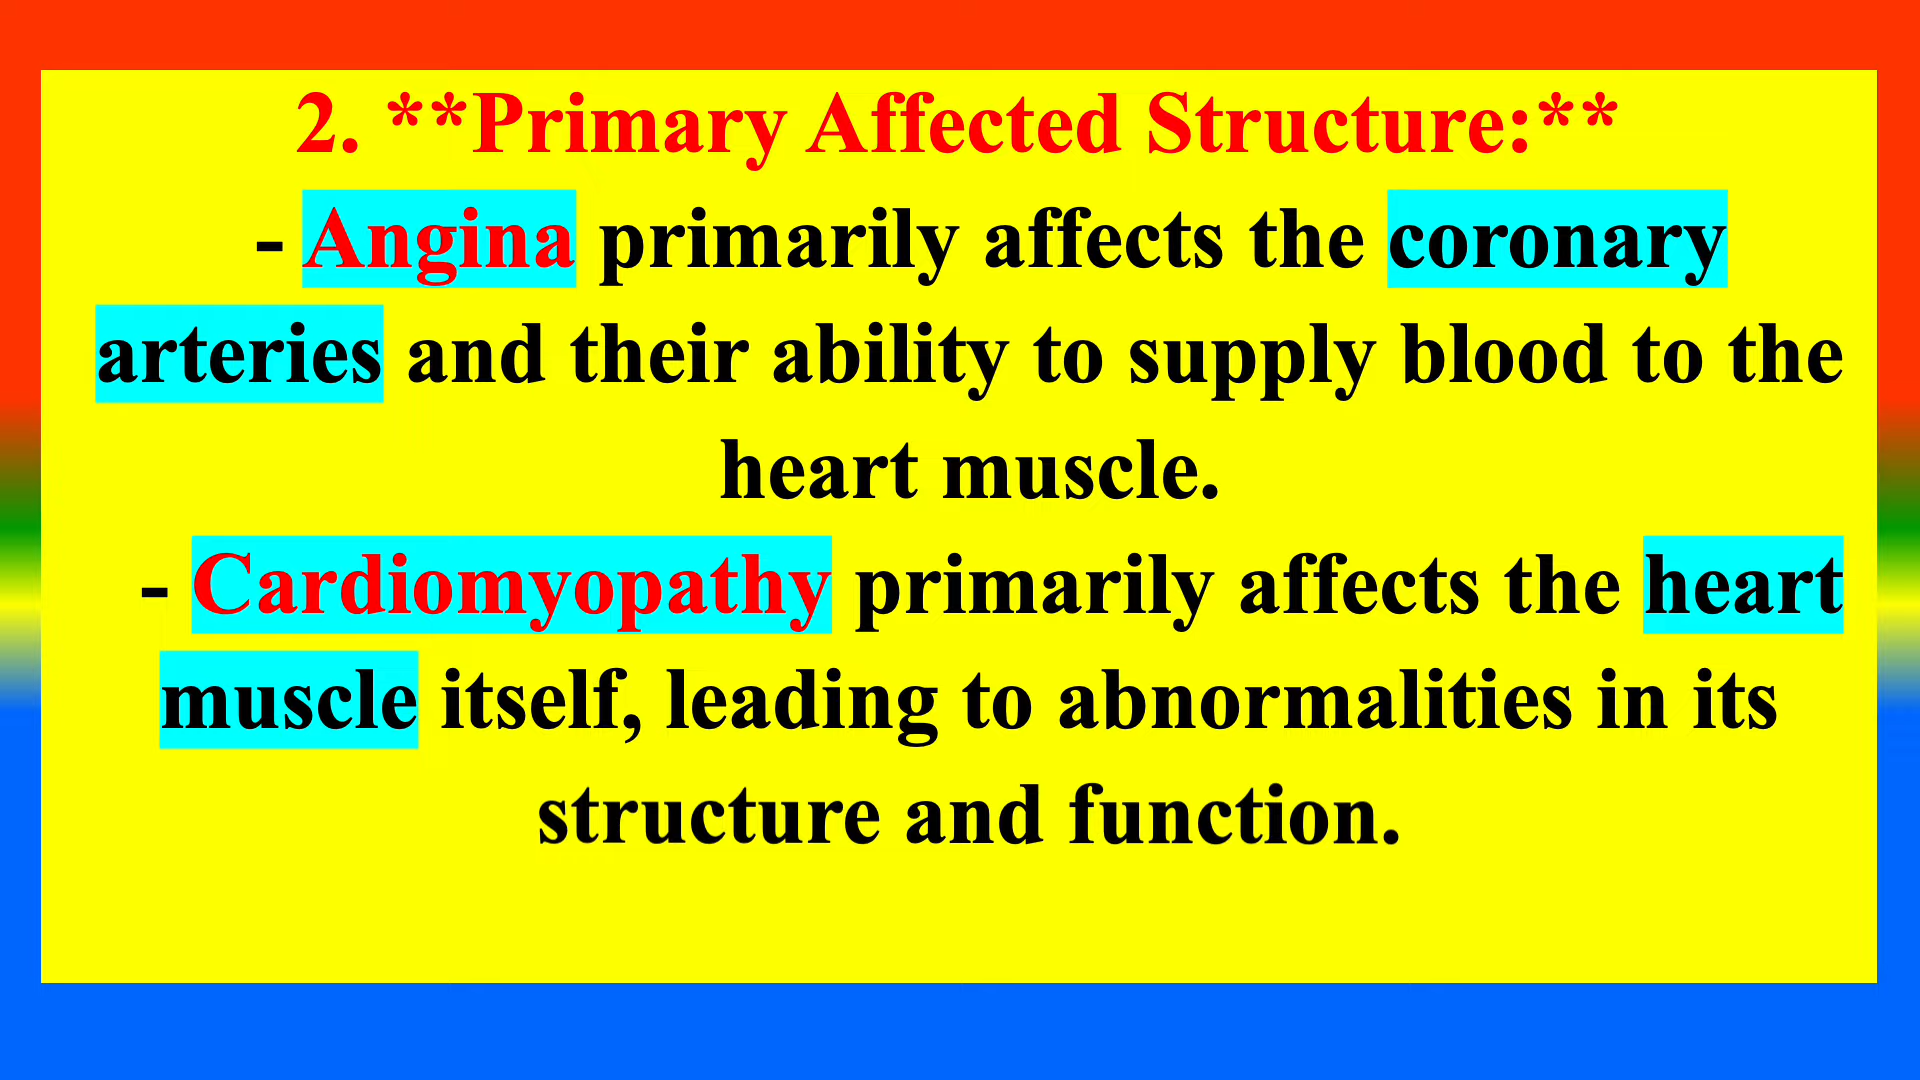 2. **Primary Affected Structure:**
- Angina primarily affects the coronary
arteries and their ability to supply blood to the
heart muscle.
- Cardiomyopathy primarily affects the heart
muscle itself, leading to abnormalities in its
structure and function.